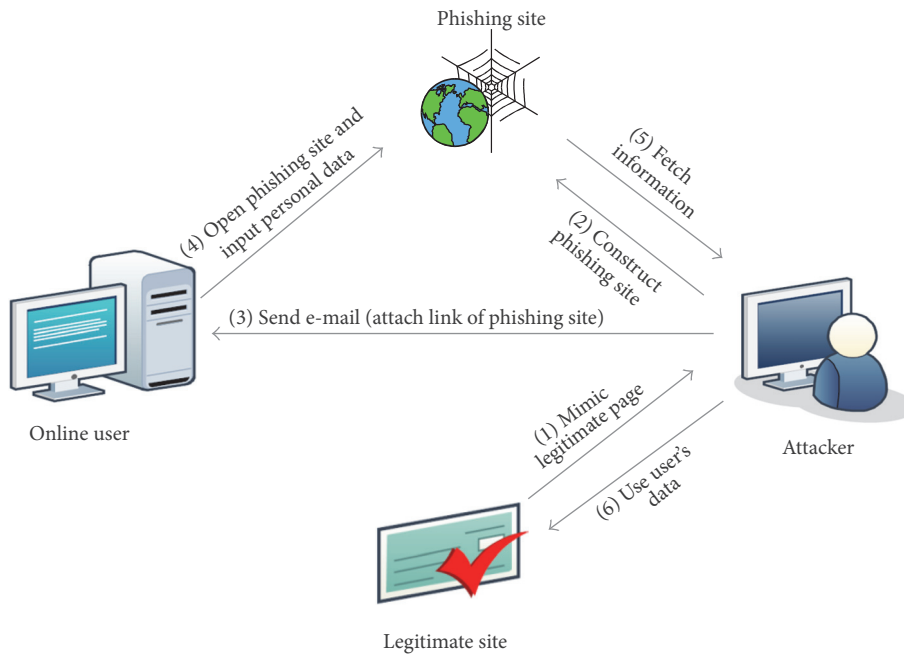 Phishing site
(4) Open phishing site and
input personal data
(5) Fetch
information
(2) Construct
phishing site
(3) Send e-mail (attach link of phishing site)
Online user
(1) Mimic
legitimate page
(6) Use user's
data
Attacker
Legitimate site